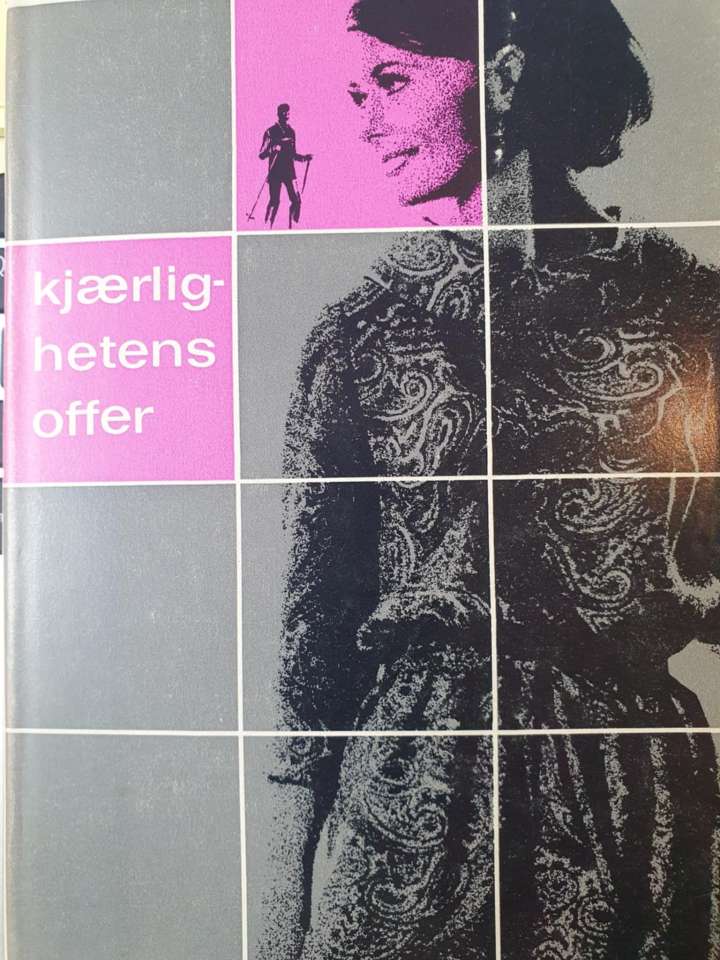 kjærlig-
hetens
offer